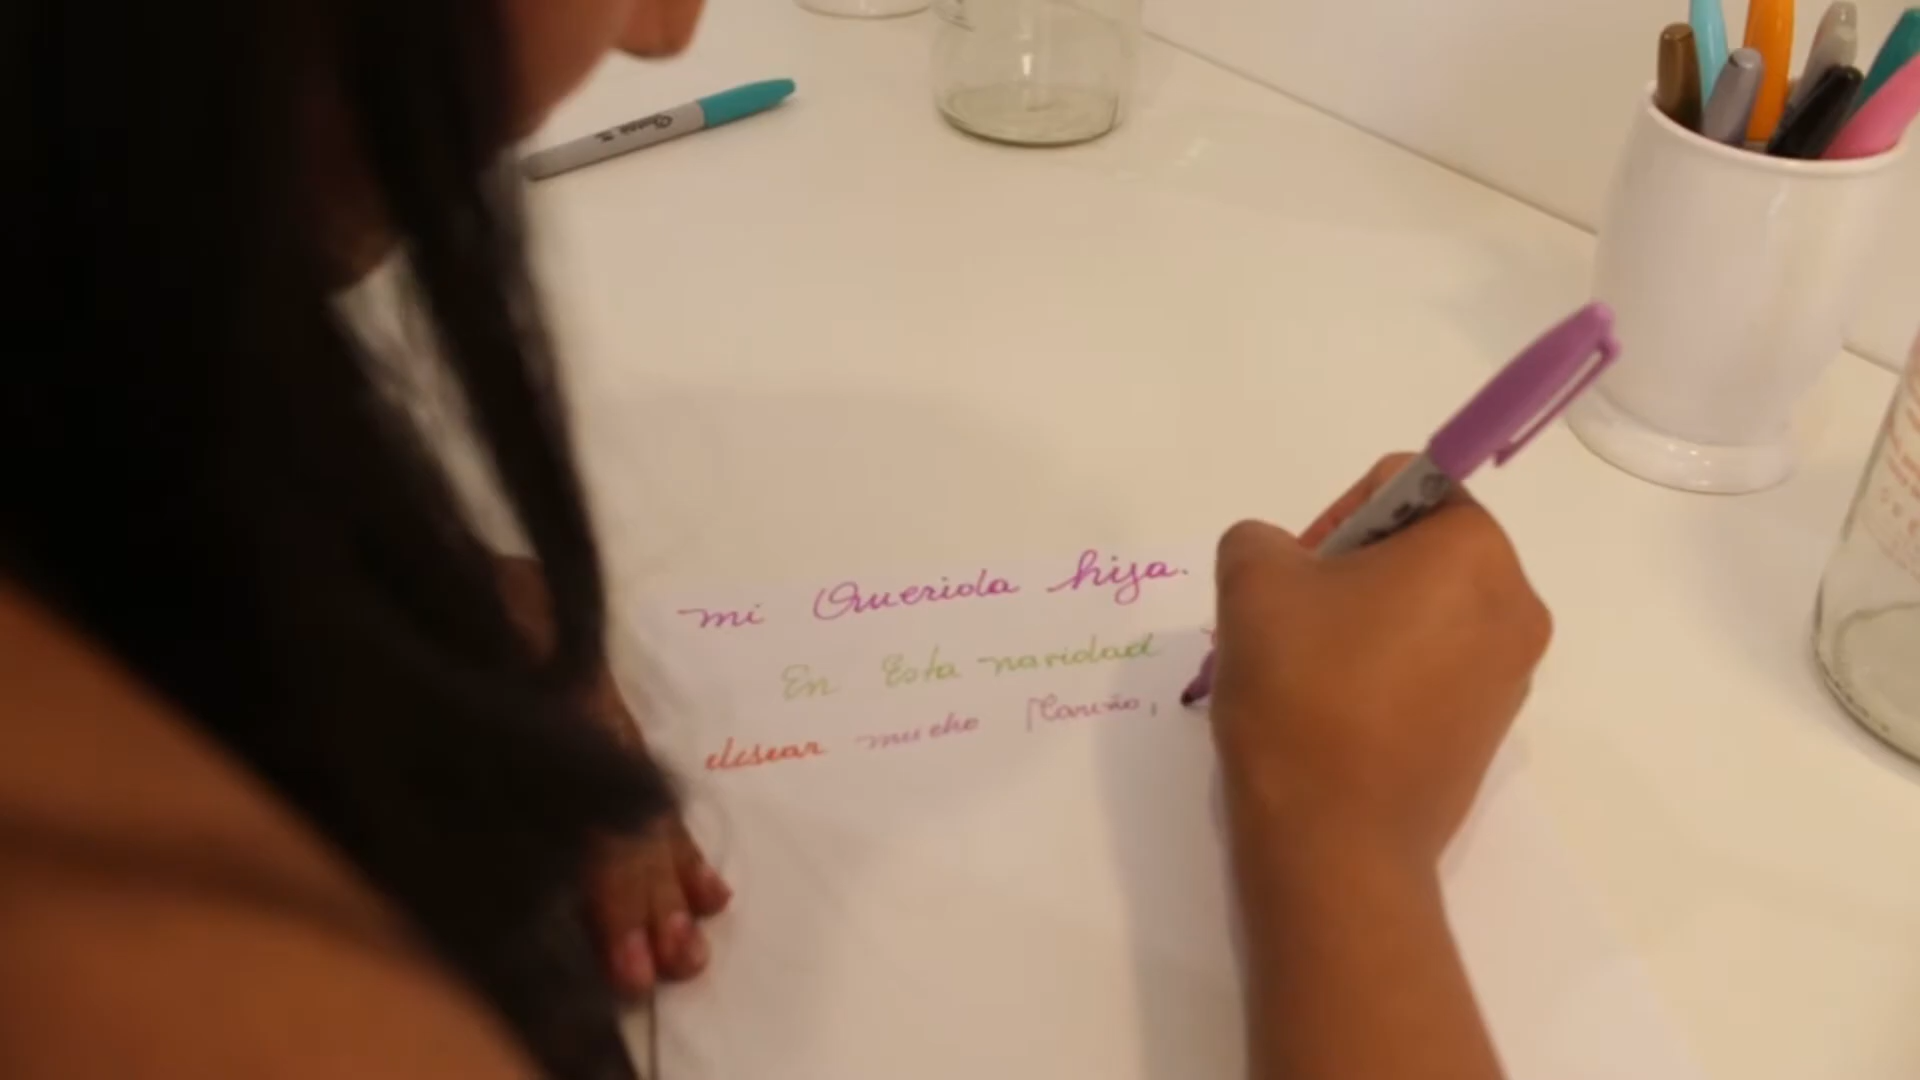 mi Querida hija.
En Esta navidad
desear mucho Cariño,